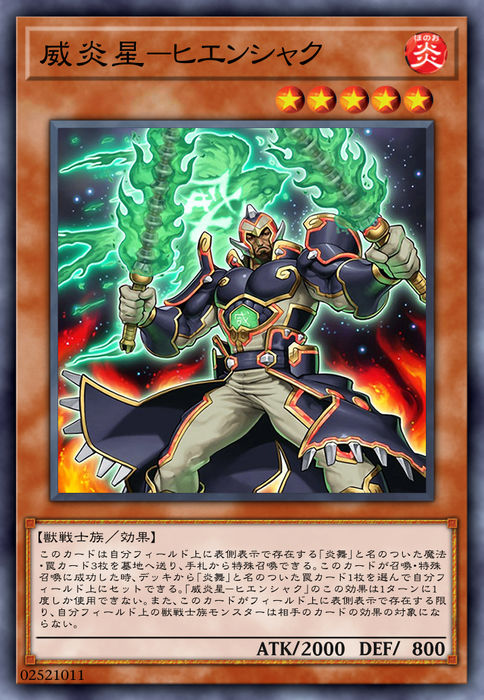 威炎星－ヒエンシャク
ほのお
炎
威
【獣戦士族／効果】
このカードは自分フィールド上に表側表示で存在する「炎舞」と名のついた魔法
・罠カード3枚を墓地へ送り、手札から特殊召喚できる。このカードが召喚・特殊
召喚に成功した時、デッキから「炎舞」と名のついた罠カード1枚を選んで自分フ
ィールド上にセットできる。「威炎星－ヒエンシャク」のこの効果は1ターンに1
度しか使用できない。また、このカードがフィールド上に表側表示で存在する限
り、自分フィールド上の獣戦士族モンスターは相手のカードの効果の対象にな
らない。
ATK/2000 DEF/ 800
02521011